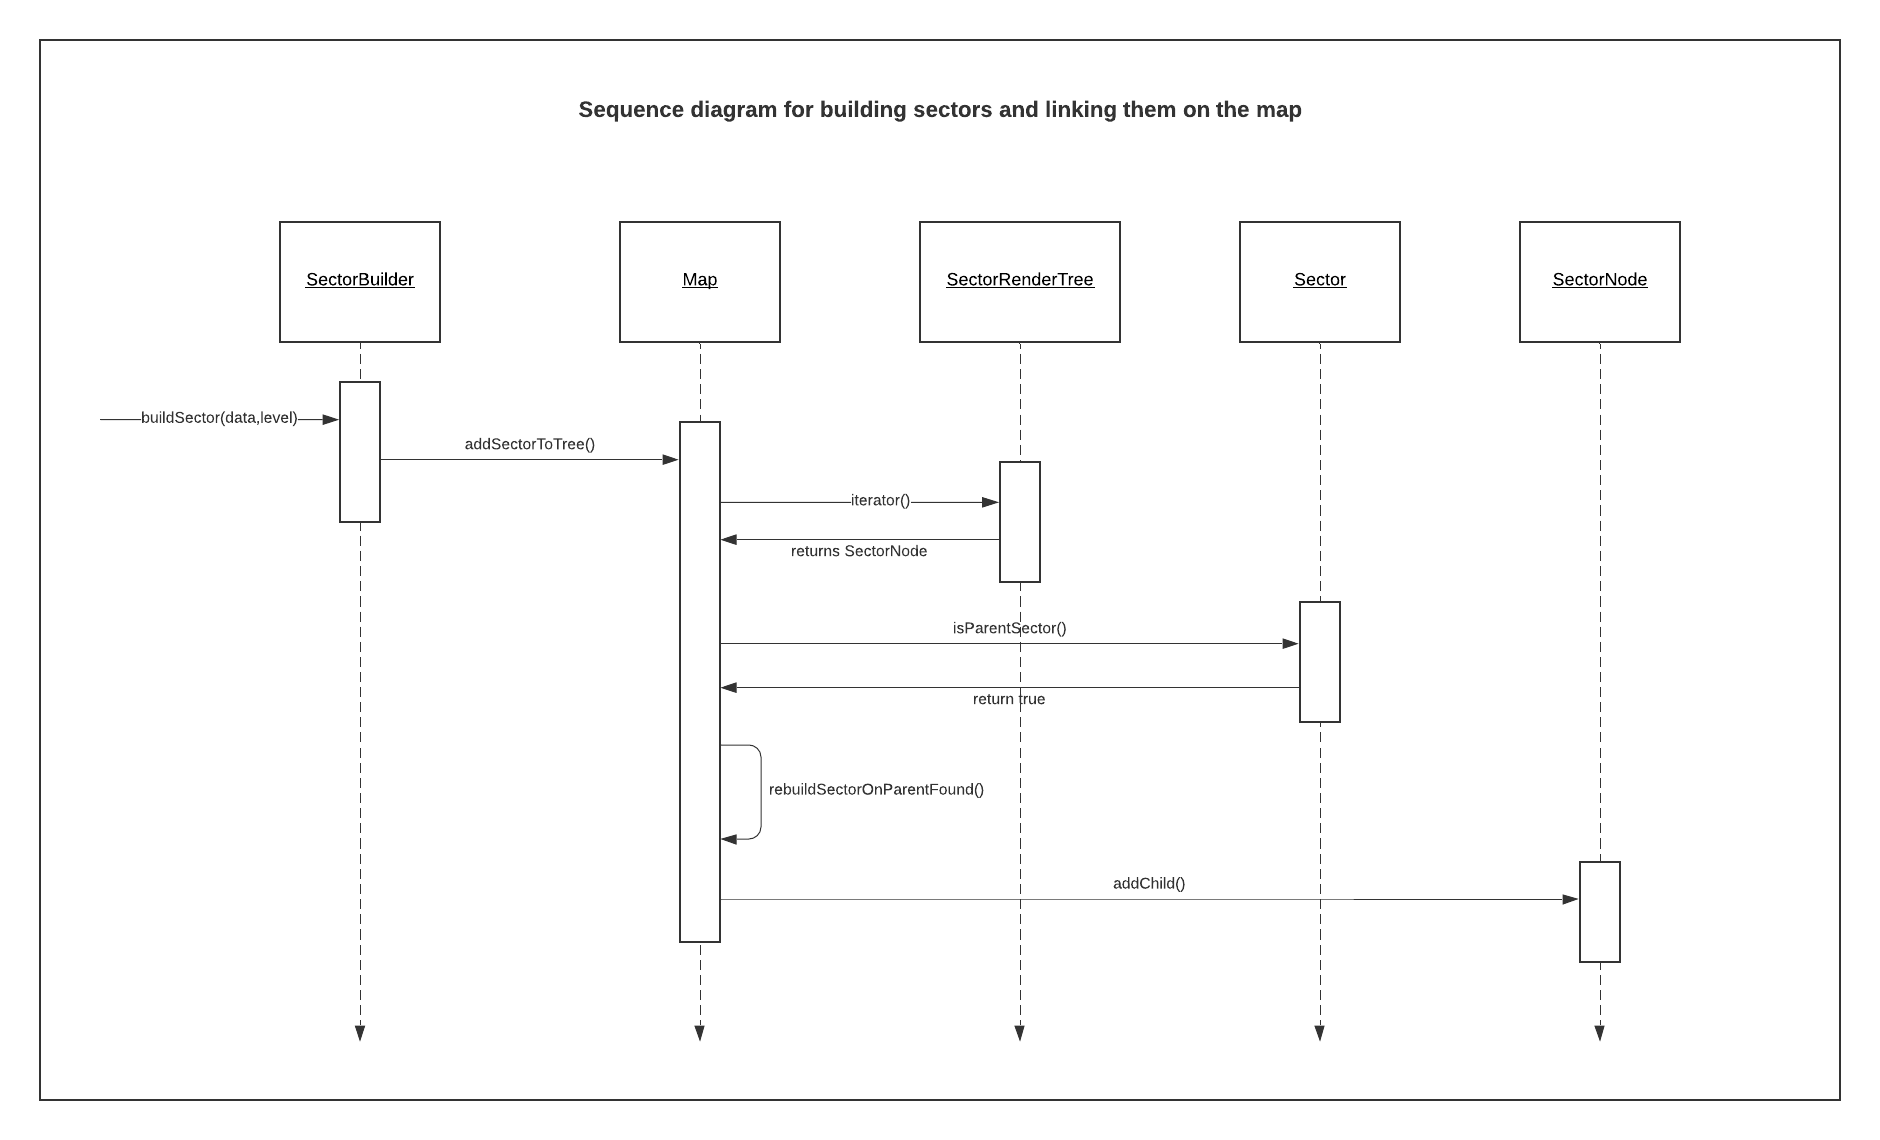 Sequence diagram for building sectors and linking them on the map
SectorBuilder
Map
SectorRenderTree
Sector
SectorNode
buildSector(data,level)
addSectorToTree()
iterator()
returns SectorNode
isParentSector()
return true
rebuildSectorOnParentFound()
addChild()